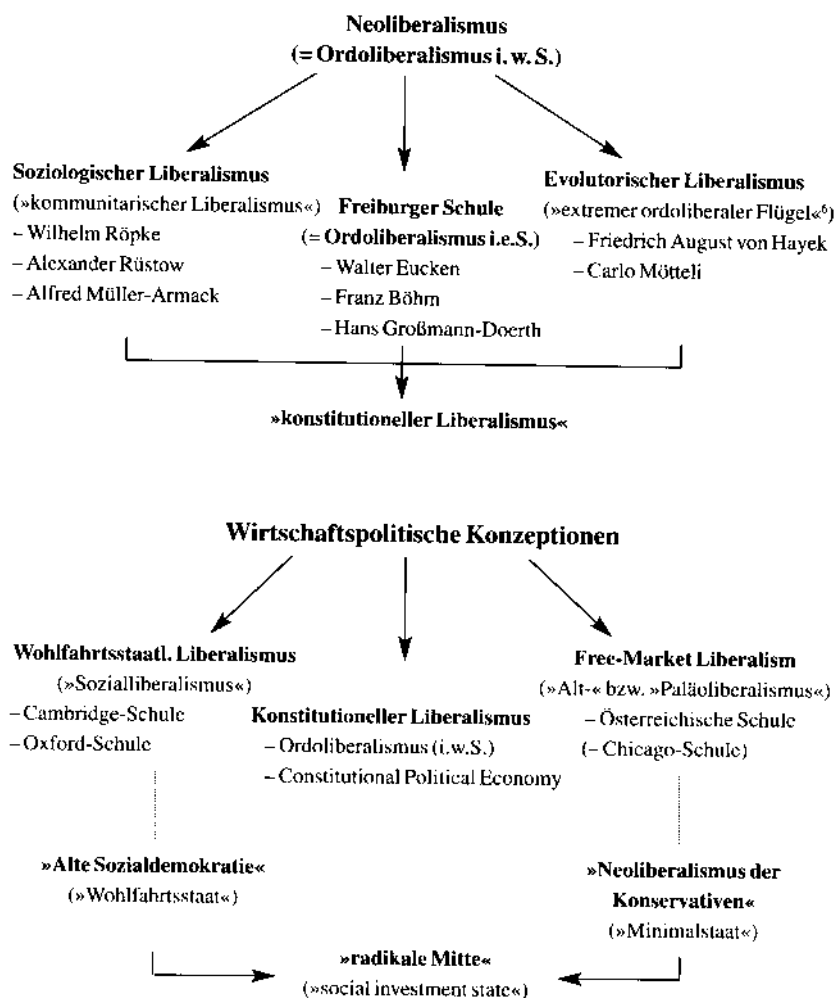 Neoliberalismus
(= Ordoliberalismus i. w. S.)
Soziologischer Liberalismus
(»kommunitarischer Liberalismus«)
– Wilhelm Röpke
– Alexander Rüstow
– Alfred Müller-Armack
Freiburger Schule
(= Ordoliberalismus i.e.S.)
– Walter Eucken
– Franz Böhm
– Hans Großmann-Doerth
Evolutorischer Liberalismus
(»extremer ordoliberaler Flügel«⁶)
– Friedrich August von Hayek
– Carlo Mötteli
»konstitutioneller Liberalismus«
Wirtschaftspolitische Konzeptionen
Wohlfahrtsstaatl. Liberalismus
(»Sozialliberalismus«)
– Cambridge-Schule
– Oxford-Schule
Konstitutioneller Liberalismus
– Ordoliberalismus (i.w.S.)
– Constitutional Political Economy
Free-Market Liberalism
(»Alt-« bzw. »Paläoliberalismus«)
– Österreichische Schule
(– Chicago-Schule)
»Alte Sozialdemokratie«
(»Wohlfahrtsstaat«)
»Neoliberalismus der
Konservativen«
(»Minimalstaat«)
»radikale Mitte«
(»social investment state«)